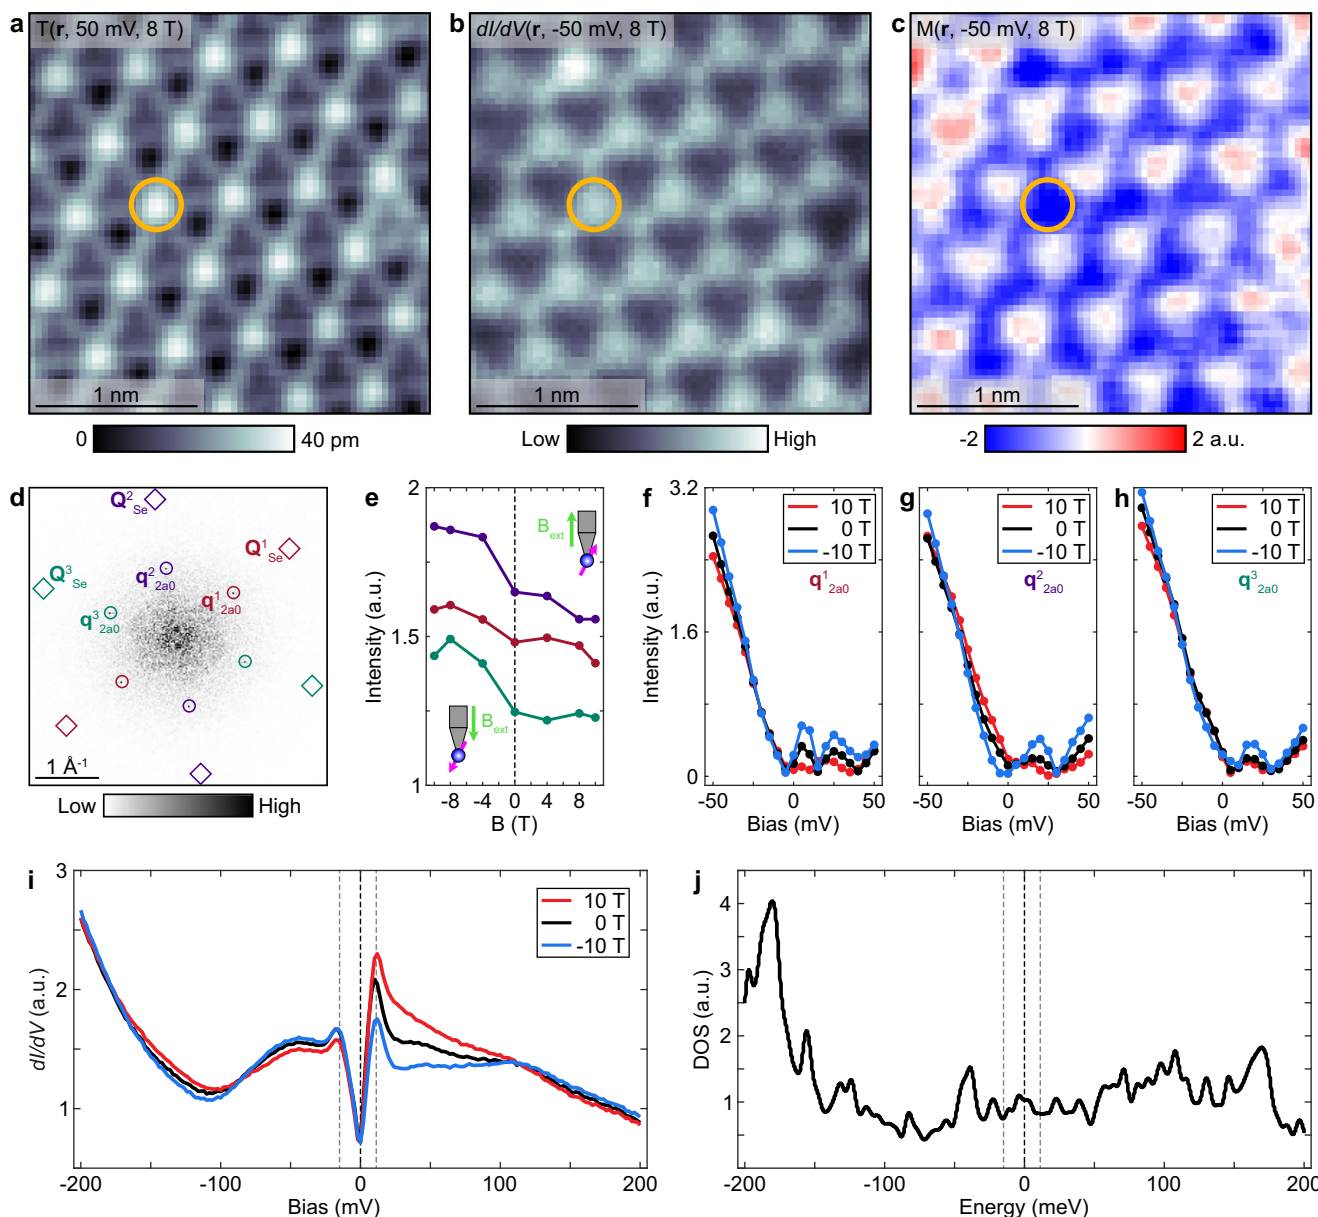 a T(r, 50 mV, 8 T)
1 nm
0 40 pm
b dI/dV(r, -50 mV, 8 T)
1 nm
Low High
c M(r, -50 mV, 8 T)
1 nm
-2 2 a.u.
d
Q²Se
Q¹Se
Q³Se
q²2a0
q¹2a0
q³2a0
1 Å⁻¹
Low High
e
2
1.5
1
Intensity (a.u.)
Bext
Bext
-8 -4 0 4 8
B (T)
f
3.2
1.6
0
Intensity (a.u.)
10 T
0 T
-10 T
q¹2a0
-50 0 50
Bias (mV)
g
10 T
0 T
-10 T
q²2a0
-50 0 50
Bias (mV)
h
10 T
0 T
-10 T
q³2a0
-50 0 50
Bias (mV)
i
3
2
1
dI/dV (a.u.)
10 T
0 T
-10 T
-200 -100 0 100 200
Bias (mV)
j
4
3
2
1
DOS (a.u.)
-200 -100 0 100 200
Energy (meV)